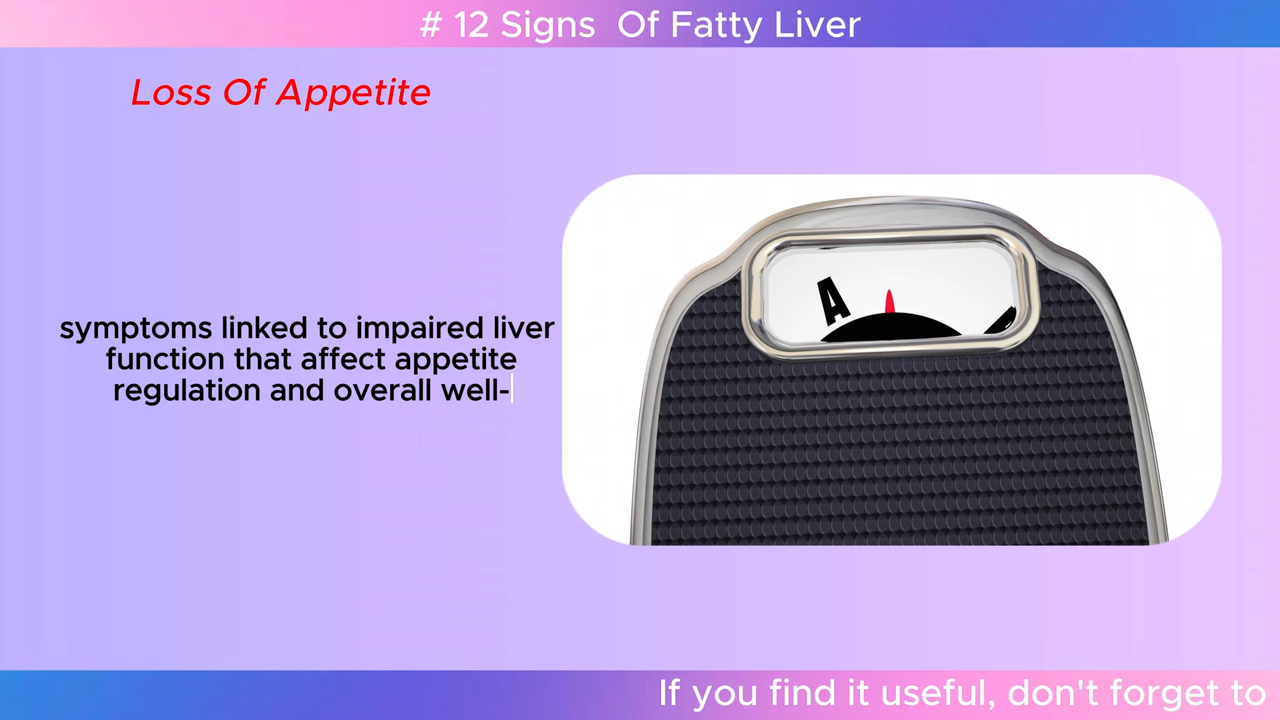 # 12 Signs  Of Fatty Liver
Loss Of Appetite
symptoms linked to impaired liver
function that affect appetite
regulation and overall well-
A
If you find it useful, don't forget to